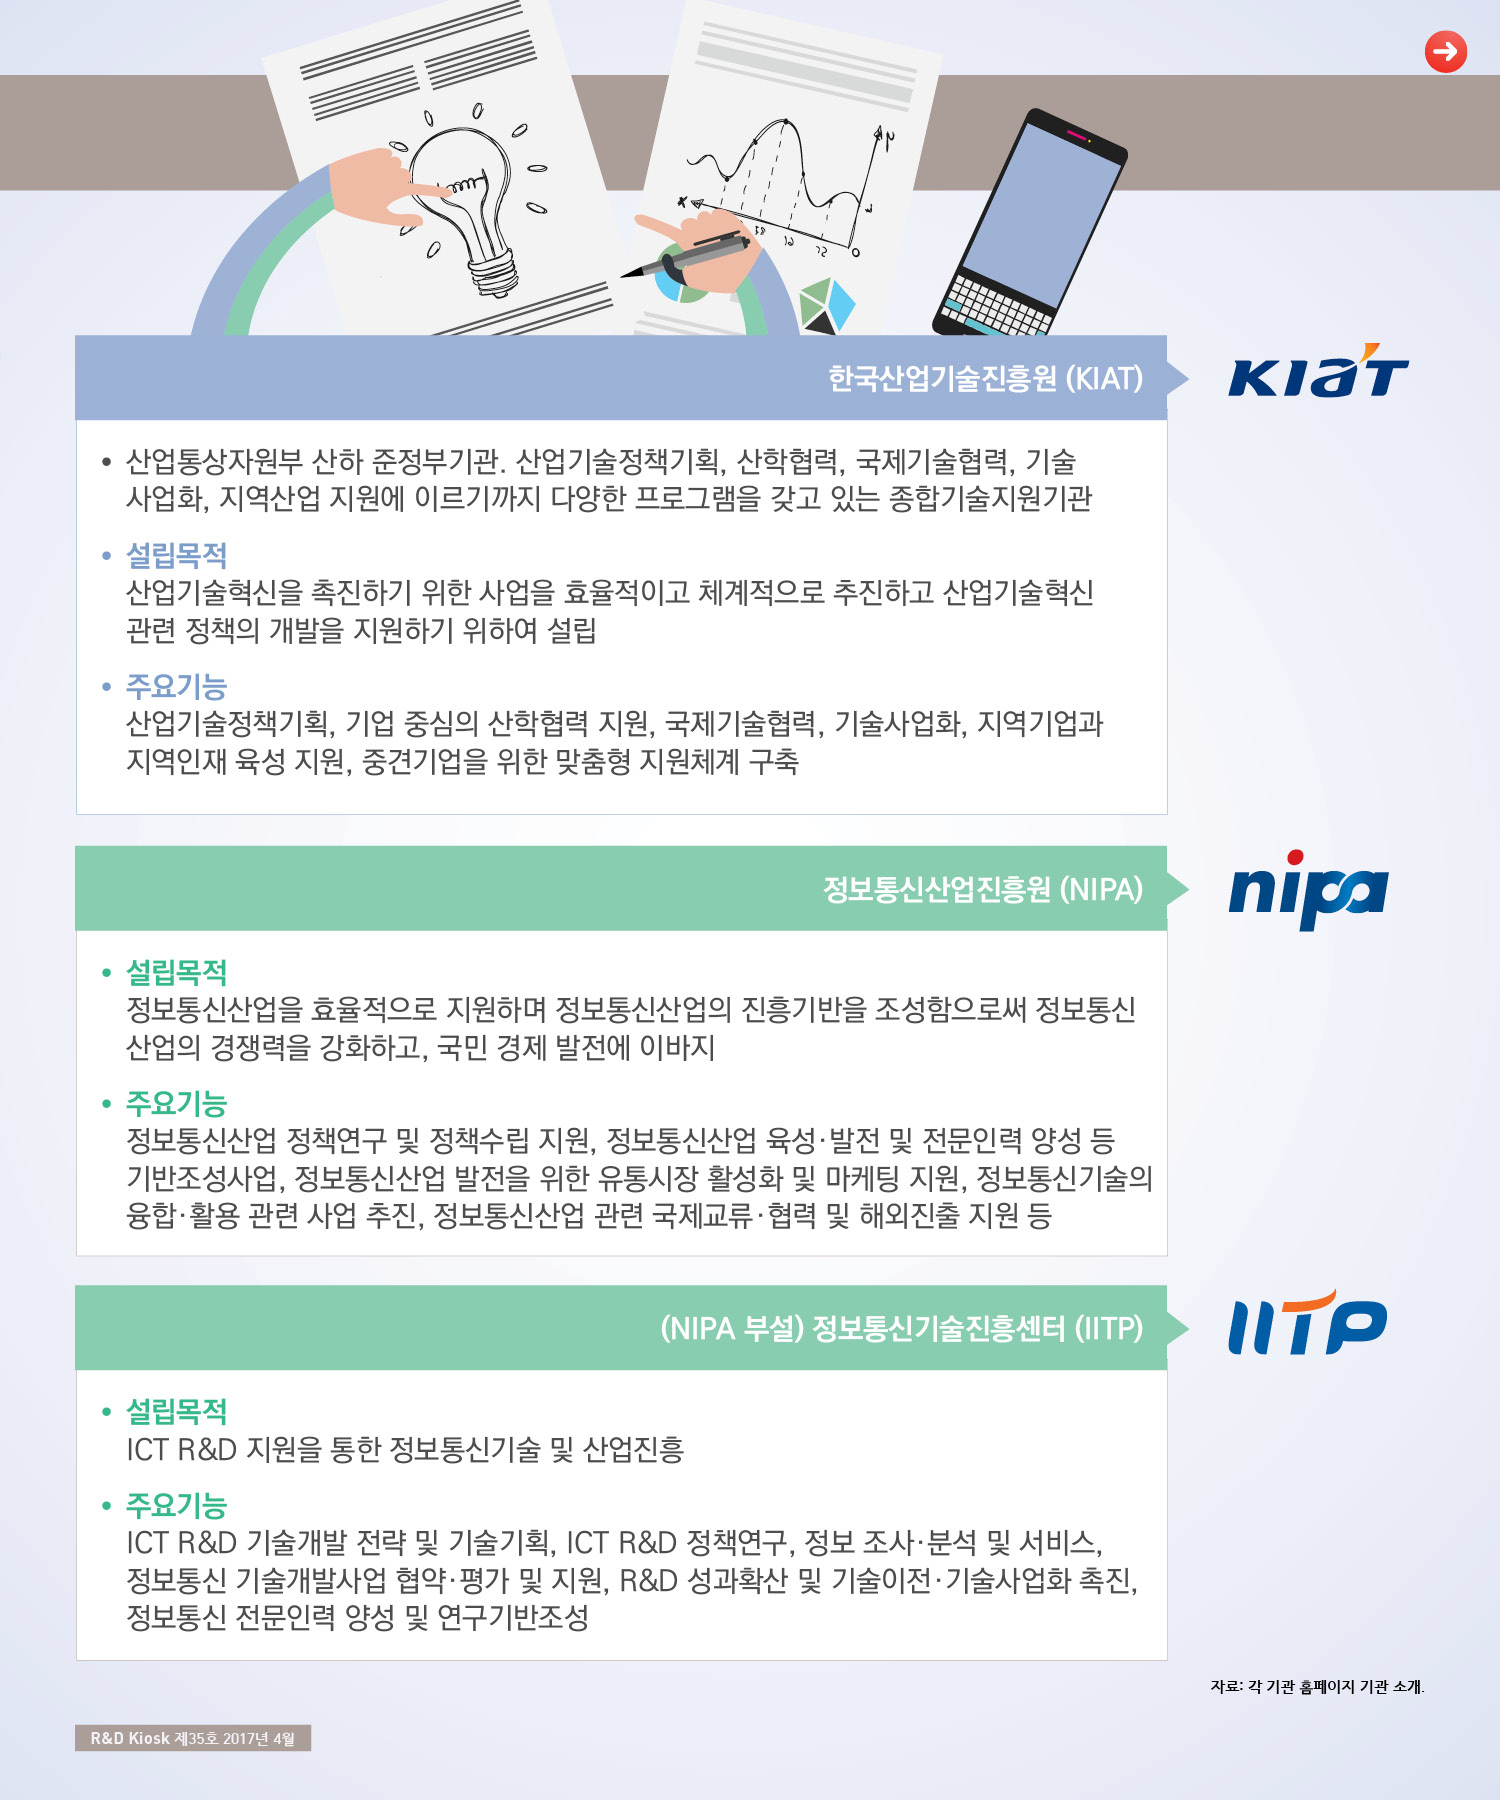 한국산업기술진흥원 (KIAT)
KIAT
• 산업통상자원부 산하 준정부기관. 산업기술정책기획, 산학협력, 국제기술협력, 기술
사업화, 지역산업 지원에 이르기까지 다양한 프로그램을 갖고 있는 종합기술지원기관
• 설립목적
산업기술혁신을 촉진하기 위한 사업을 효율적이고 체계적으로 추진하고 산업기술혁신
관련 정책의 개발을 지원하기 위하여 설립
• 주요기능
산업기술정책기획, 기업 중심의 산학협력 지원, 국제기술협력, 기술사업화, 지역기업과
지역인재 육성 지원, 중견기업을 위한 맞춤형 지원체계 구축
정보통신산업진흥원 (NIPA)
nipa
• 설립목적
정보통신산업을 효율적으로 지원하며 정보통신산업의 진흥기반을 조성함으로써 정보통신
산업의 경쟁력을 강화하고, 국민 경제 발전에 이바지
• 주요기능
정보통신산업 정책연구 및 정책수립 지원, 정보통신산업 육성·발전 및 전문인력 양성 등
기반조성사업, 정보통신산업 발전을 위한 유통시장 활성화 및 마케팅 지원, 정보통신기술의
융합·활용 관련 사업 추진, 정보통신산업 관련 국제교류·협력 및 해외진출 지원 등
(NIPA 부설) 정보통신기술진흥센터 (IITP)
IITP
• 설립목적
ICT R&D 지원을 통한 정보통신기술 및 산업진흥
• 주요기능
ICT R&D 기술개발 전략 및 기술기획, ICT R&D 정책연구, 정보 조사·분석 및 서비스,
정보통신 기술개발사업 협약·평가 및 지원, R&D 성과확산 및 기술이전·기술사업화 촉진,
정보통신 전문인력 양성 및 연구기반조성
자료: 각 기관 홈페이지 기관 소개.
R&D Kiosk 제35호 2017년 4월